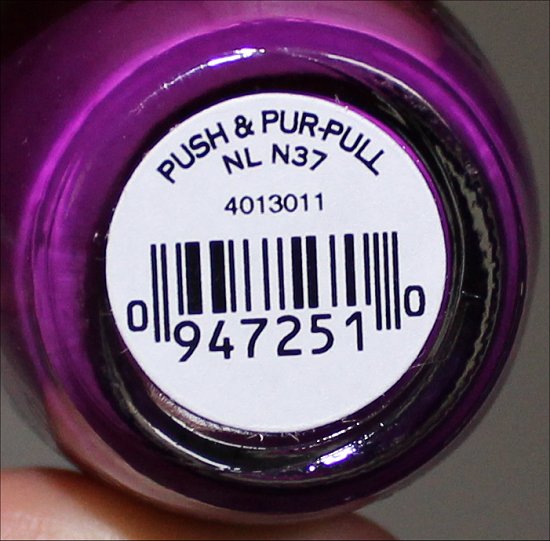 PUSH & PUR-PULL
NL N37
4013011
0 947251 0